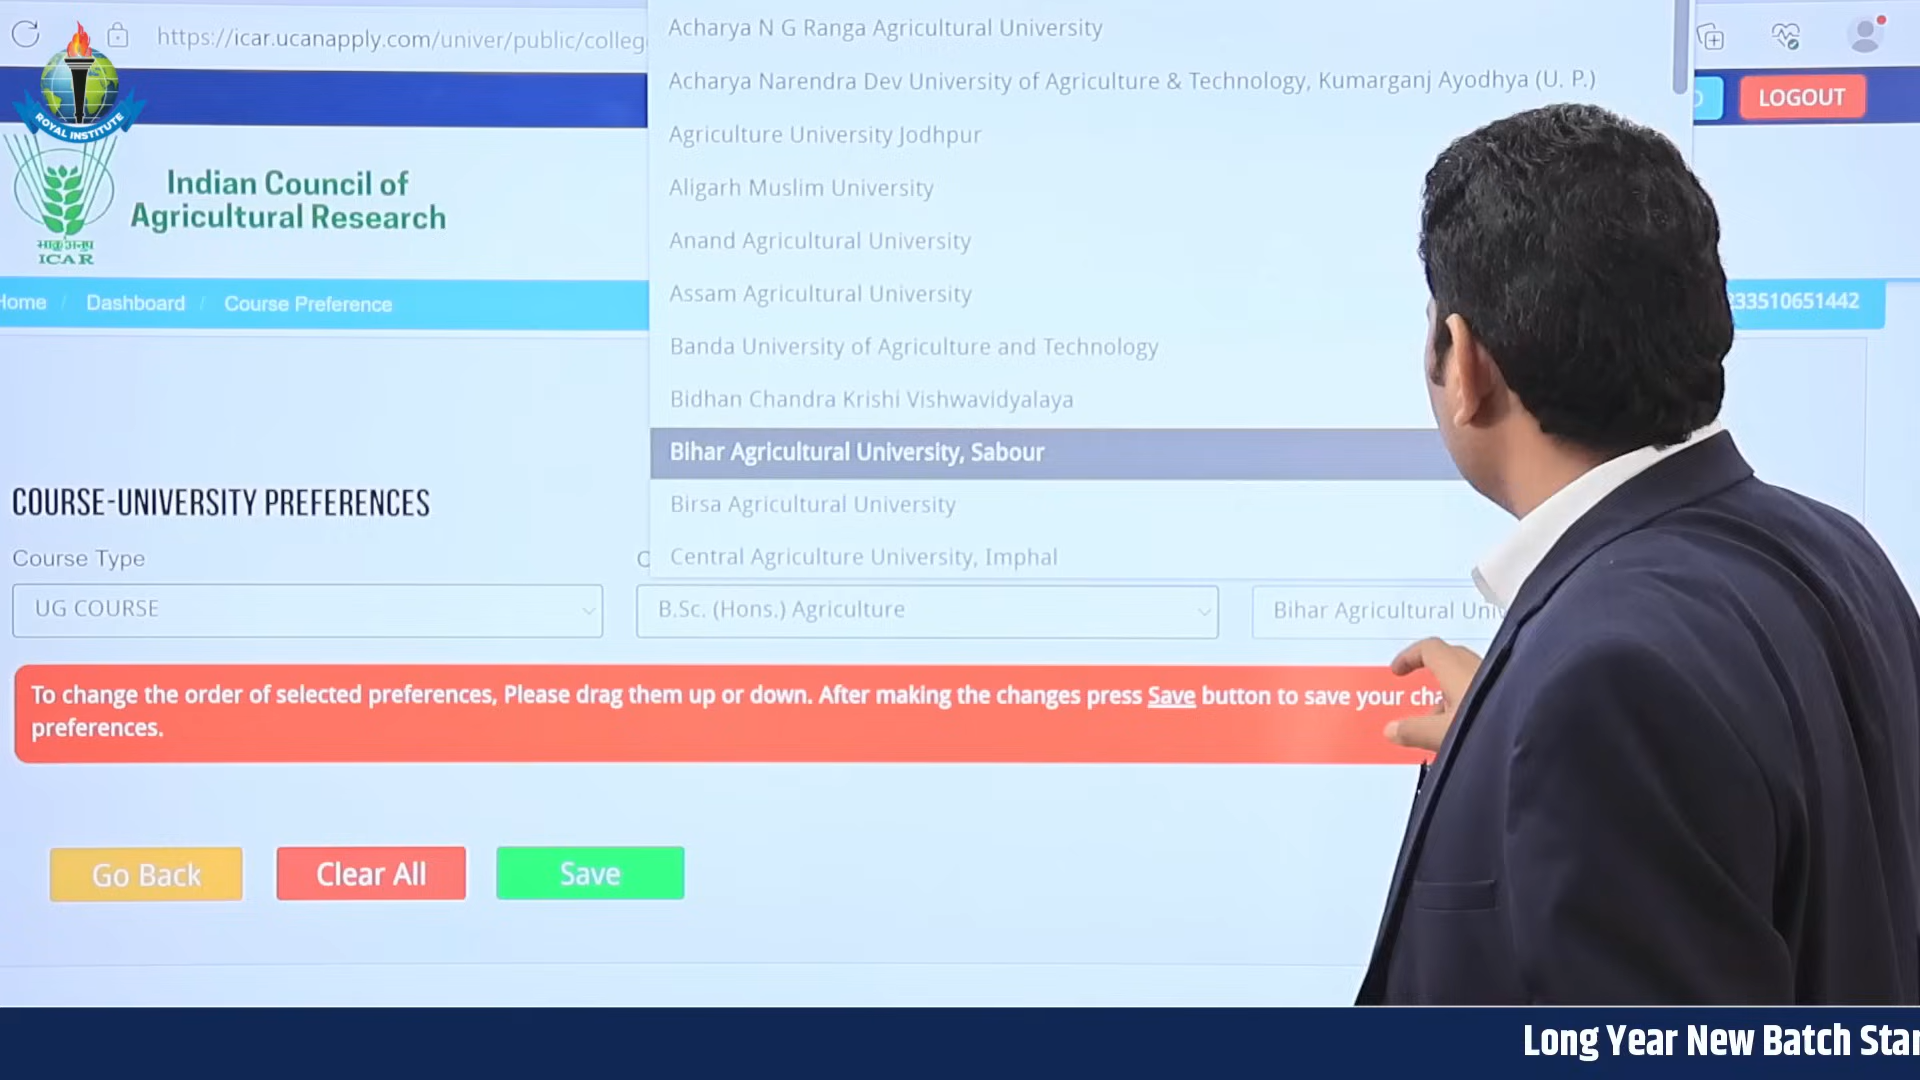 https://icar.ucanapply.com/univer/public/colleg
LOGOUT
ROYAL INSTITUTE
Indian Council of
Agricultural Research
भाकृअनुप
ICAR
Home / Dashboard / Course Preference
33510651442
Acharya N G Ranga Agricultural University
Acharya Narendra Dev University of Agriculture & Technology, Kumarganj Ayodhya (U. P.)
Agriculture University Jodhpur
Aligarh Muslim University
Anand Agricultural University
Assam Agricultural University
Banda University of Agriculture and Technology
Bidhan Chandra Krishi Vishwavidyalaya
Bihar Agricultural University, Sabour
Birsa Agricultural University
Central Agriculture University, Imphal
COURSE-UNIVERSITY PREFERENCES
Course Type
UG COURSE
B.Sc. (Hons.) Agriculture
Bihar Agricultural Uni
To change the order of selected preferences, Please drag them up or down. After making the changes press Save button to save your cha
preferences.
Go Back
Clear All
Save
Long Year New Batch Star